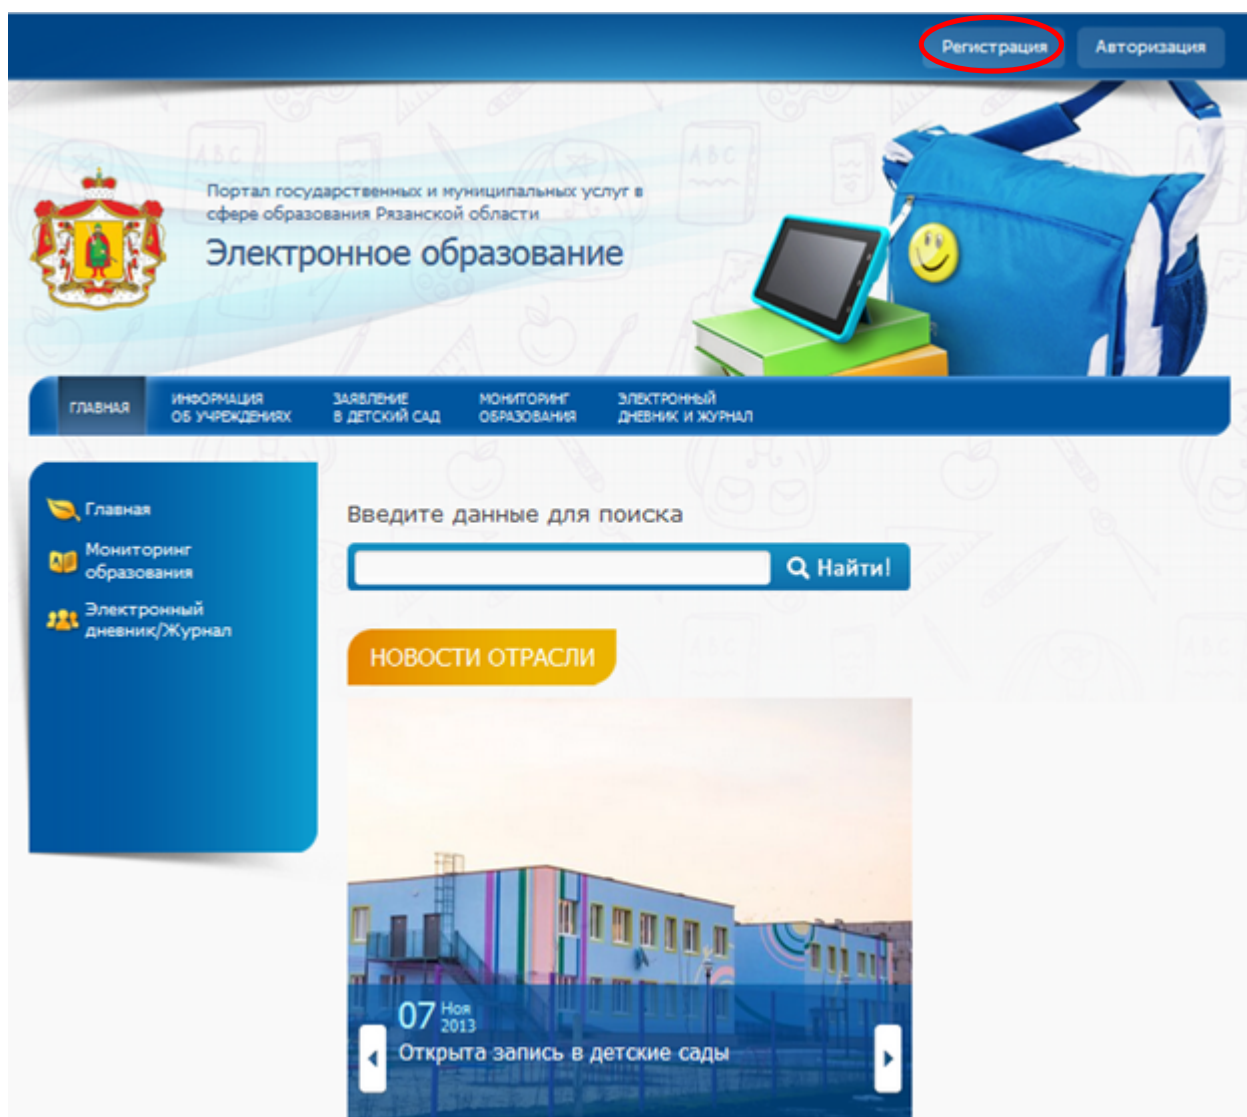 Регистрация
Авторизация
Портал государственных и муниципальных услуг в
сфере образования Рязанской области
Электронное образование
ГЛАВНАЯ
ИНФОРМАЦИЯ
ОБ УЧРЕЖДЕНИЯХ
ЗАЯВЛЕНИЕ
В ДЕТСКИЙ САД
МОНИТОРИНГ
ОБРАЗОВАНИЯ
ЭЛЕКТРОННЫЙ
ДНЕВНИК И ЖУРНАЛ
Главная
Мониторинг
образования
Электронный
дневник/Журнал
Введите данные для поиска
Найти!
НОВОСТИ ОТРАСЛИ
07 Ноя
2013
Открыта запись в детские сады